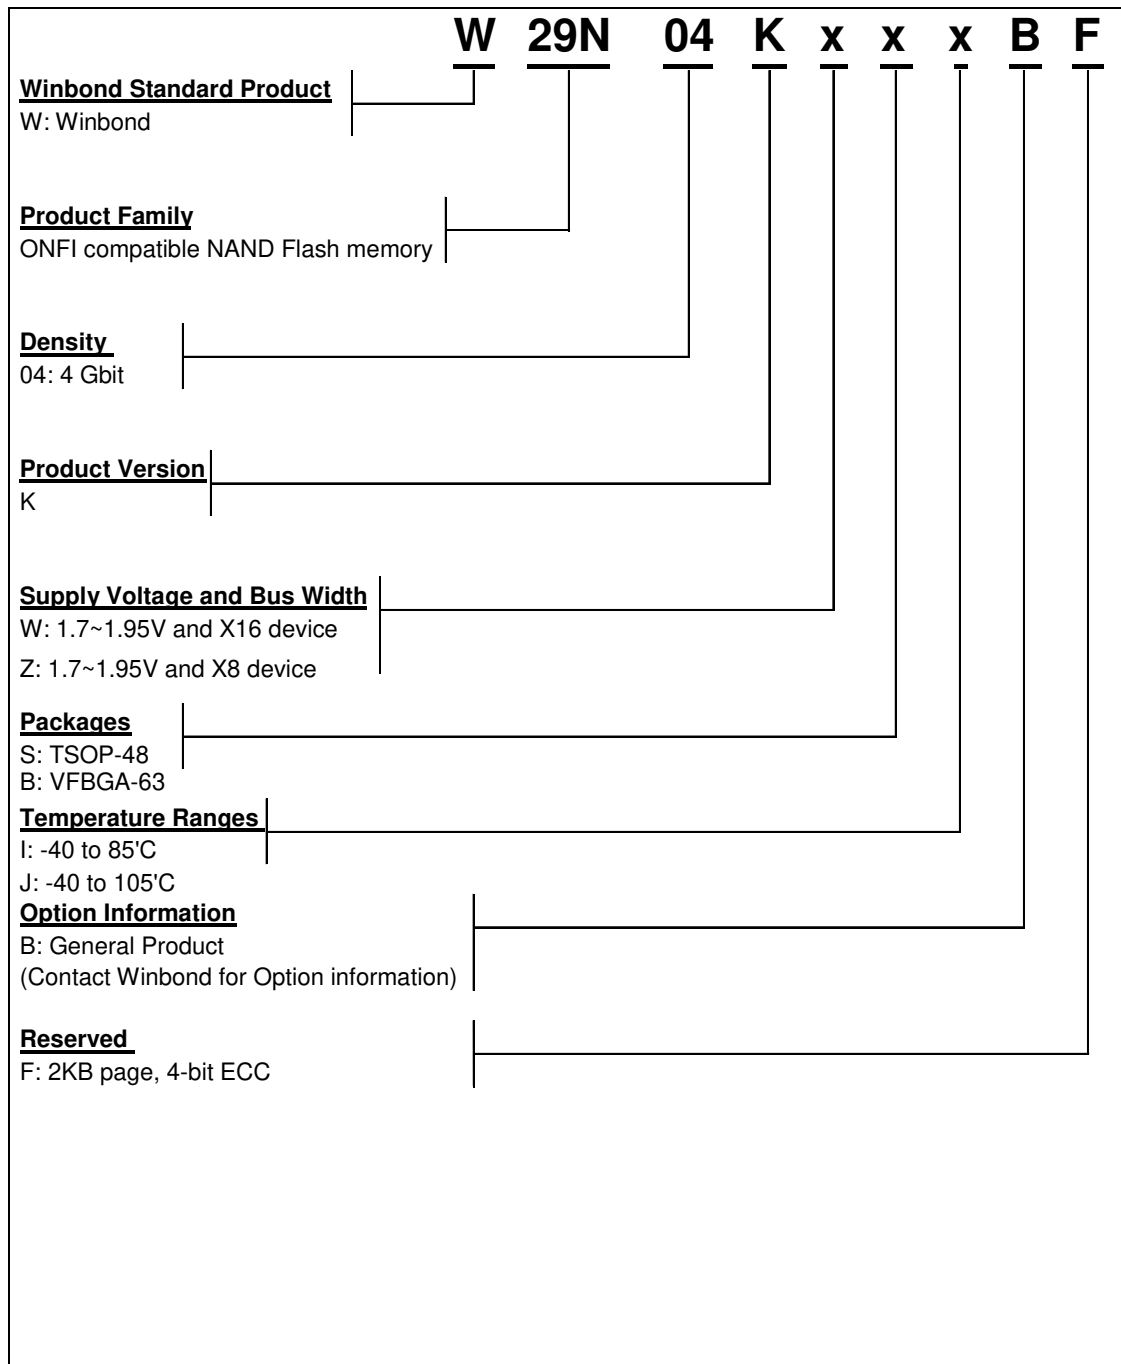 W 29N 04 K x x x B F
Winbond Standard Product
W: Winbond
Product Family
ONFI compatible NAND Flash memory
Density
04: 4 Gbit
Product Version
K
Supply Voltage and Bus Width
W: 1.7~1.95V and X16 device
Z: 1.7~1.95V and X8 device
Packages
S: TSOP-48
B: VFBGA-63
Temperature Ranges
I: -40 to 85'C
J: -40 to 105'C
Option Information
B: General Product
(Contact Winbond for Option information)
Reserved
F: 2KB page, 4-bit ECC